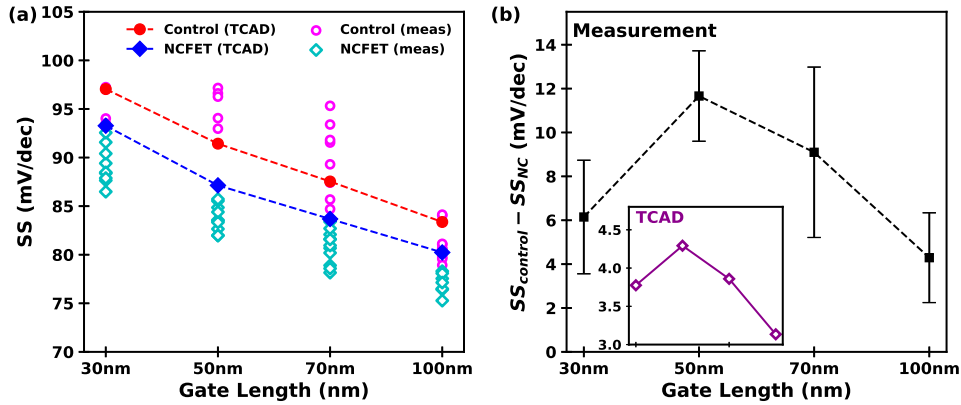 (a)
105
100
95
90
85
80
75
70
SS (mV/dec)
Control (TCAD)
NCFET (TCAD)
Control (meas)
NCFET (meas)
30nm 50nm 70nm 100nm
Gate Length (nm)
(b)
Measurement
14
12
10
8
6
4
2
0
SS_control − SS_NC (mV/dec)
TCAD
4.5
4.0
3.5
3.0
30nm 50nm 70nm 100nm
Gate Length (nm)